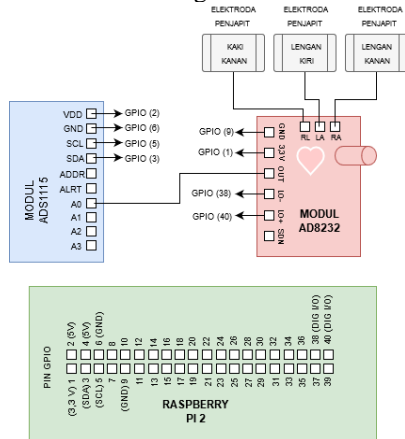 ELEKTRODA PENJAPIT
ELEKTRODA PENJAPIT
ELEKTRODA PENJAPIT
KAKI KANAN
LENGAN KIRI
LENGAN KANAN
MODUL ADS1115
VDD GPIO (2)
GND GPIO (6)
SCL GPIO (5)
SDA GPIO (3)
ADDR
ALRT
A0
A1
A2
A3
RL LA RA
GPIO (9) GND
GPIO (1) 3.3V
OUT
GPIO (38) IO-
GPIO (40) IO+
SDN
MODUL AD8232
PIN GPIO
2 (5V) 4 (5V) 6 (GND) 8 10 12 14 16 18 20 22 24 26 28 30 32 34 36 38 (DIG I/O) 40 (DIG I/O)
(3,3 V) 1 (SDA) 3 (SCL) 5 7 (GND) 9 11 13 15 17 19 21 23 25 27 29 31 33 35 37 39
RASPBERRY
PI 2